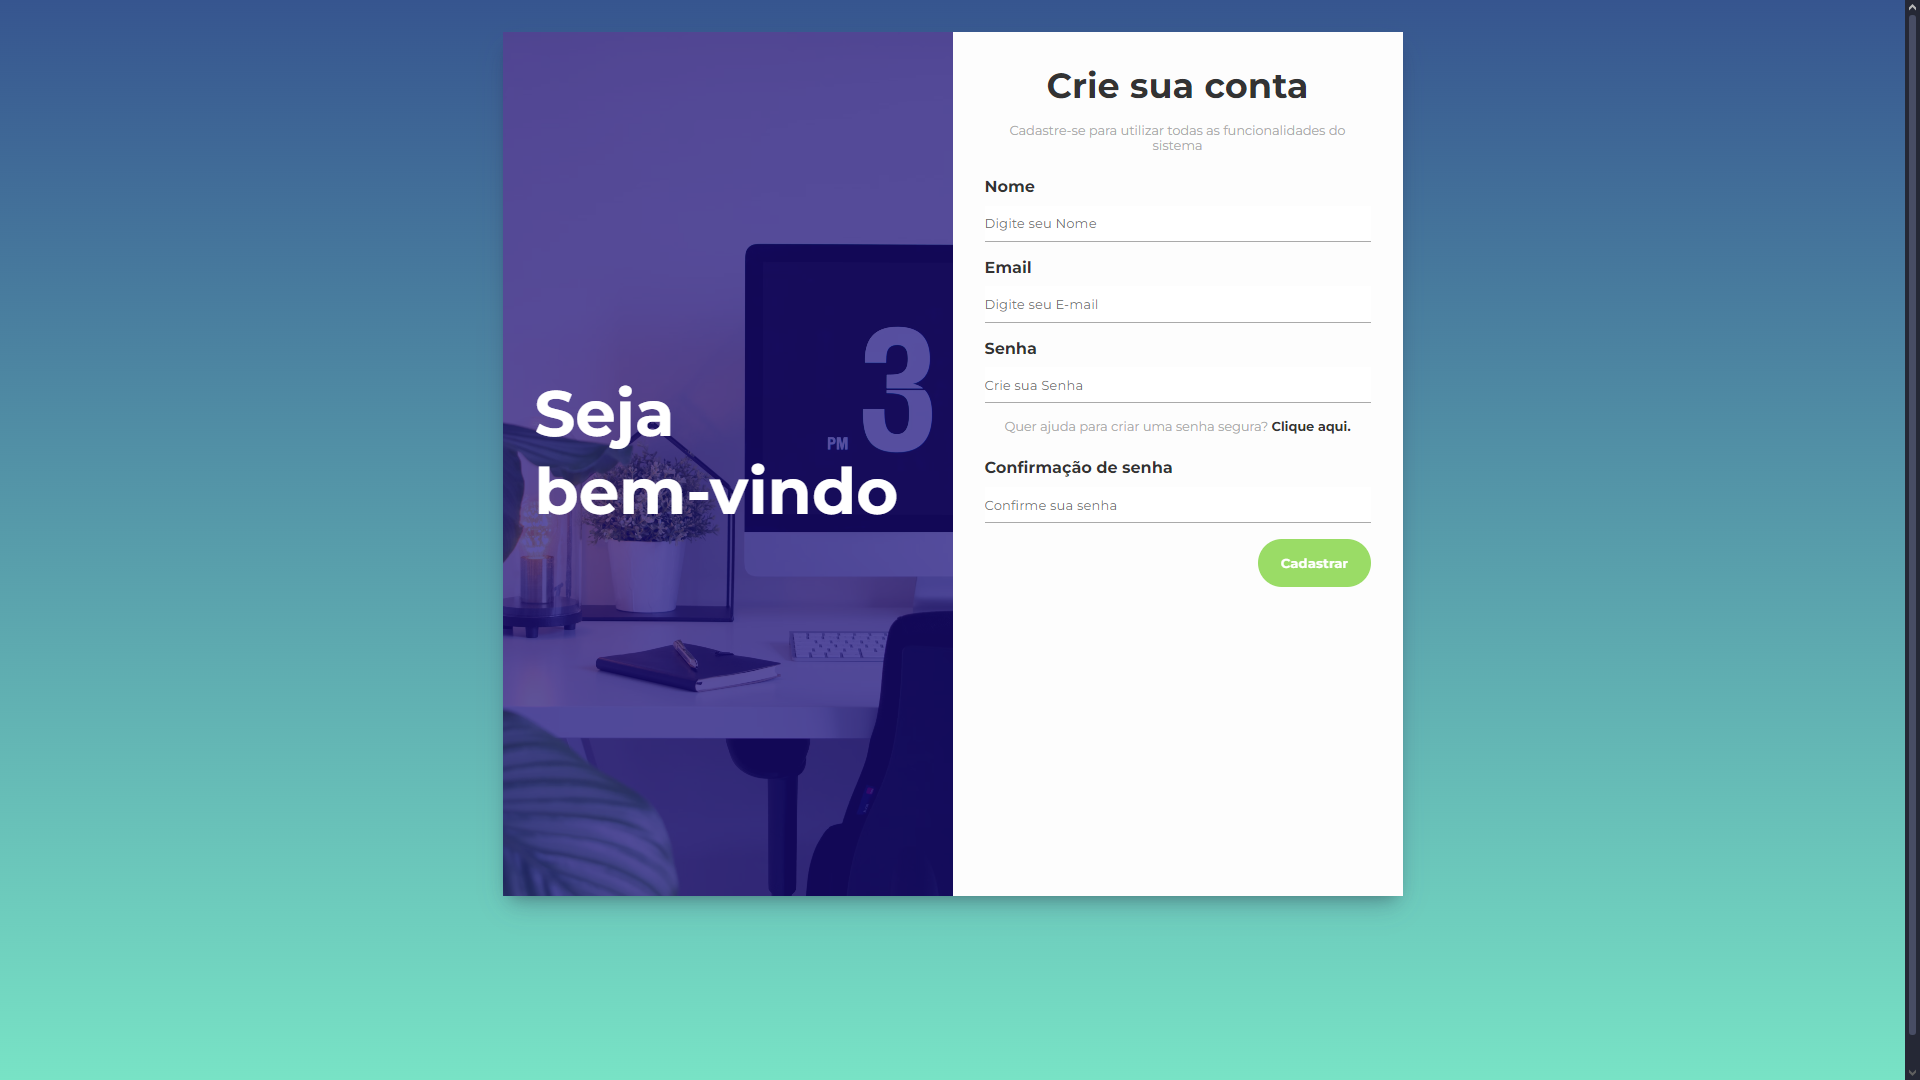 Seja
bem-vindo
3
PM
Crie sua conta
Cadastre-se para utilizar todas as funcionalidades do
sistema
Nome
Digite seu Nome
Email
Digite seu E-mail
Senha
Crie sua Senha
Quer ajuda para criar uma senha segura? Clique aqui.
Confirmação de senha
Confirme sua senha
Cadastrar